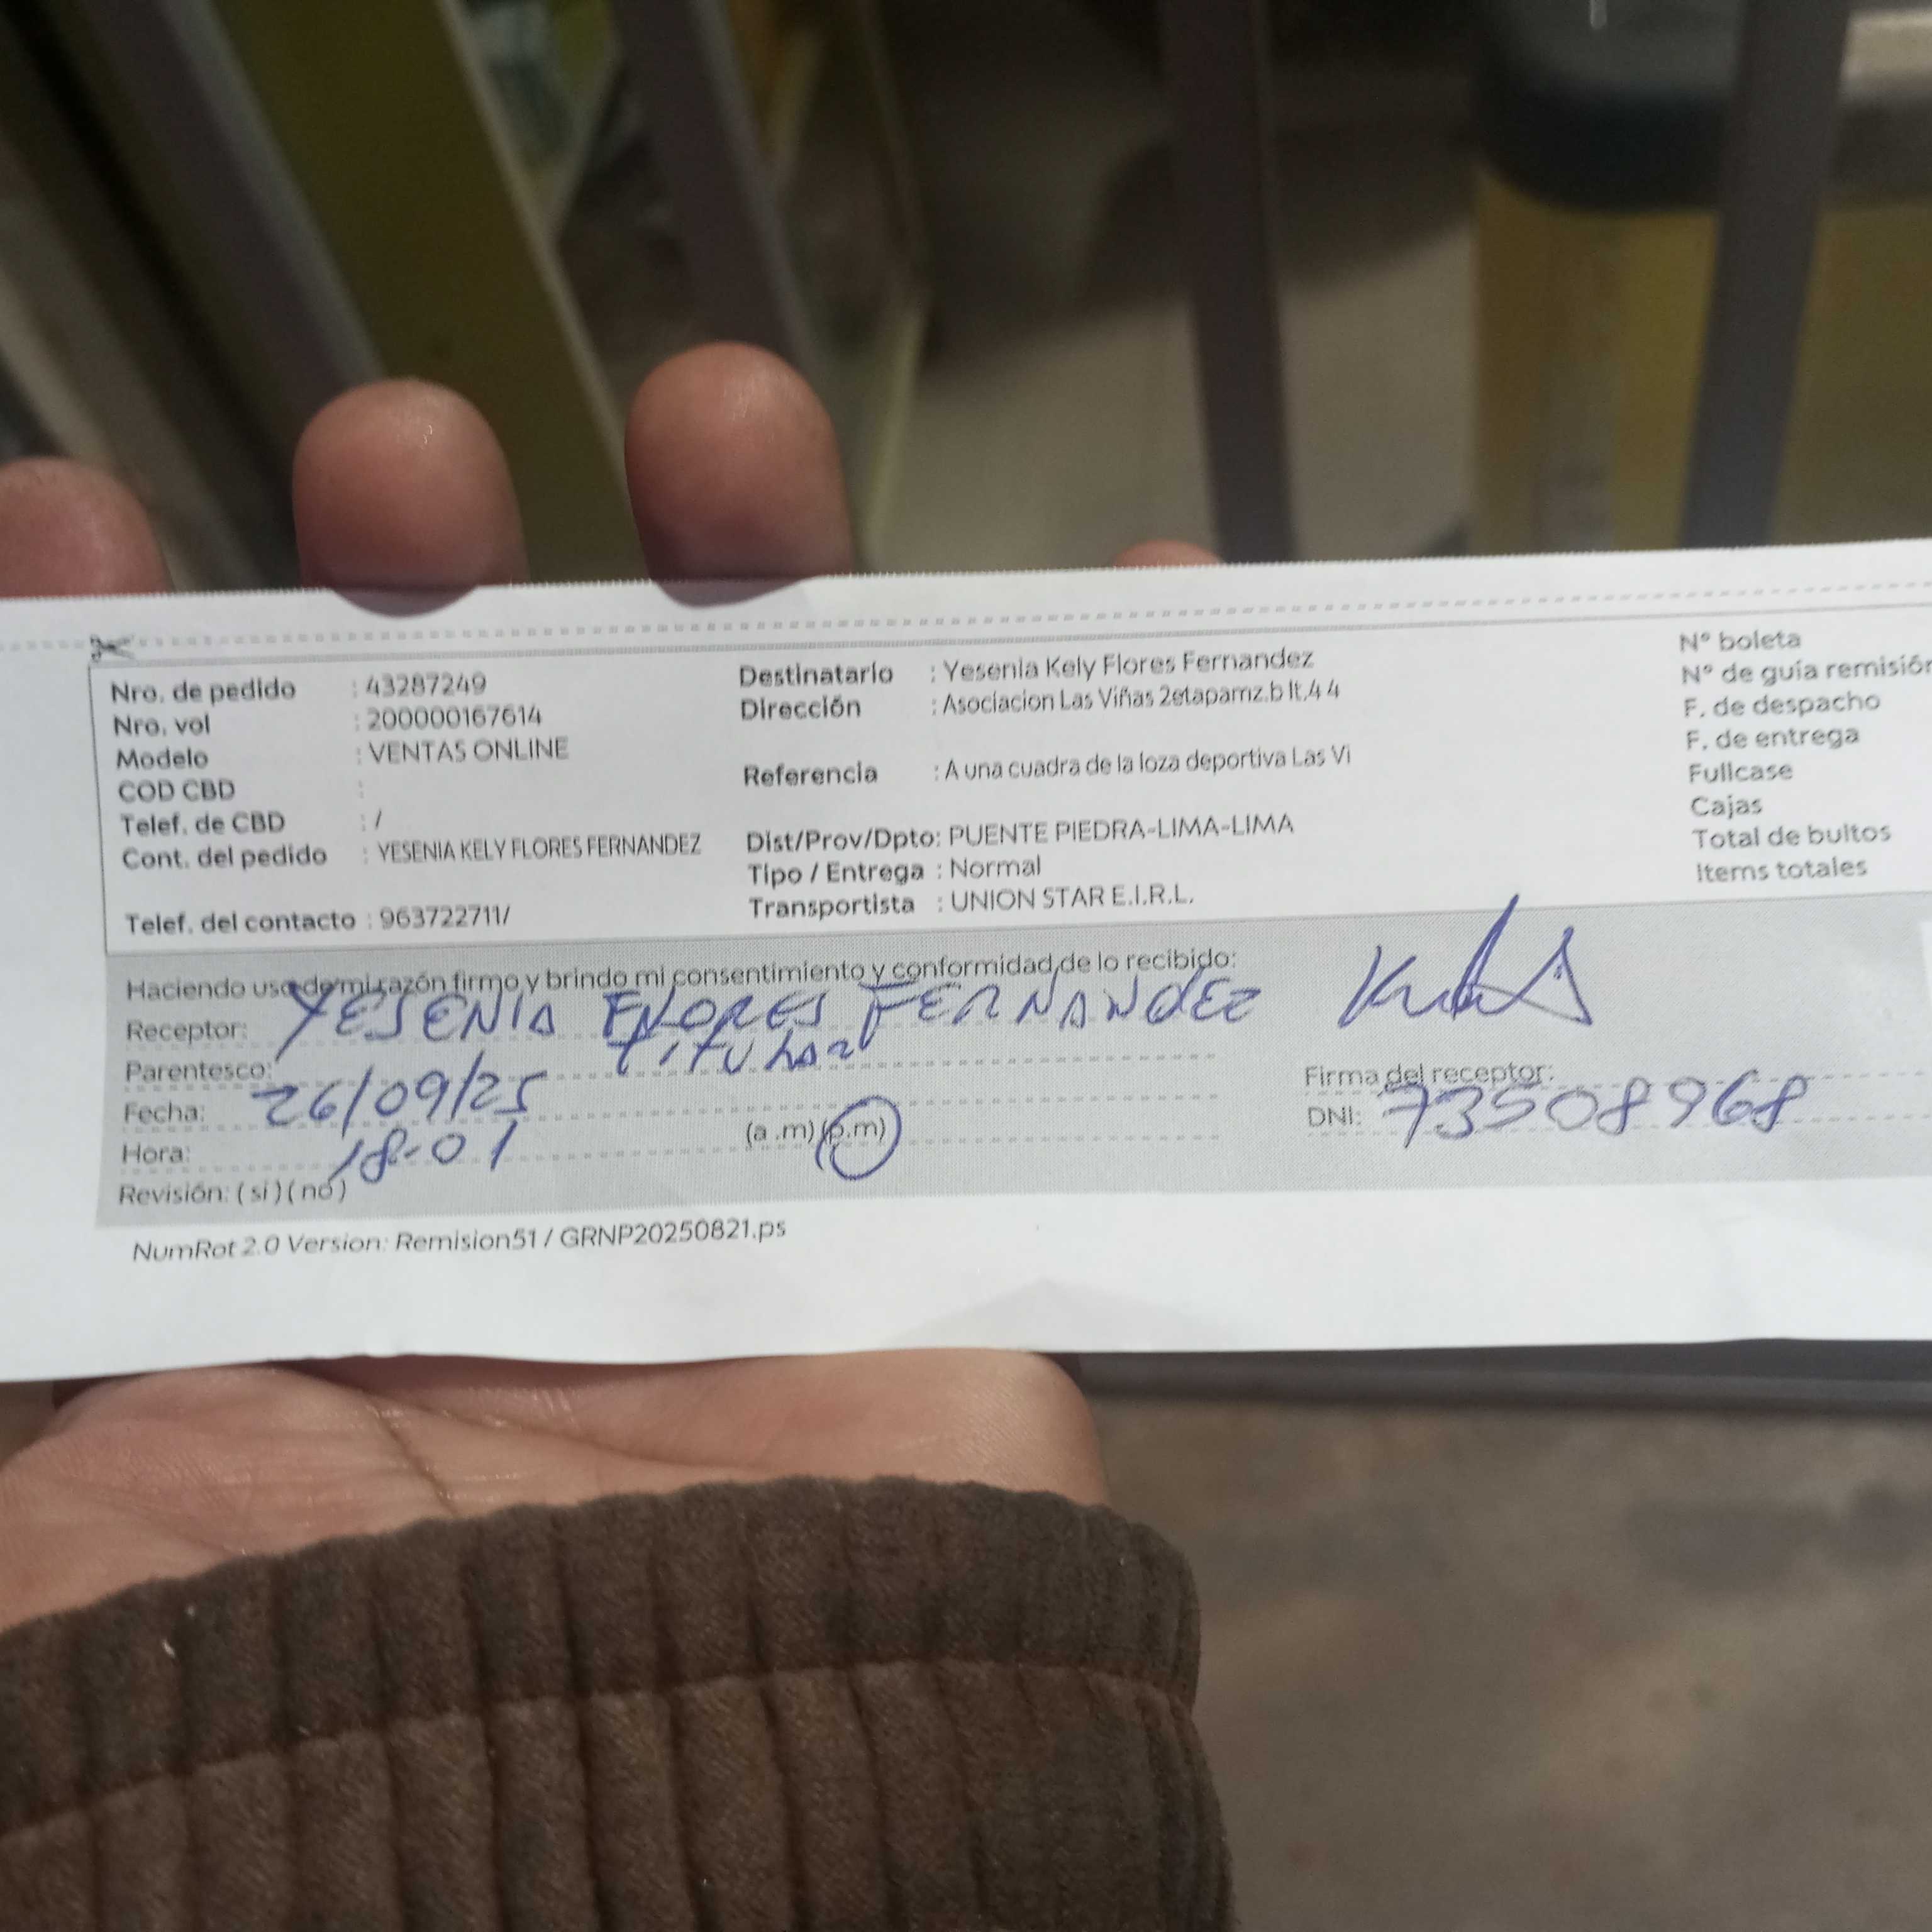 Nro. de pedido : 43287249
Nro. vol : 200000167614
Modelo : VENTAS ONLINE
COD CBD :
Telef. de CBD : /
Cont. del pedido : YESENIA KELY FLORES FERNANDEZ
Telef. del contacto : 963722711/
Destinatario : Yesenia Kely Flores Fernandez
Dirección : Asociacion Las Viñas 2etapamz.b lt.4 4
Referencia : A una cuadra de la loza deportiva Las Vi
Dist/Prov/Dpto: PUENTE PIEDRA-LIMA-LIMA
Tipo / Entrega : Normal
Transportista : UNION STAR E.I.R.L.
N° boleta
N° de guía remisión
F. de despacho
F. de entrega
Fullcase
Cajas
Total de bultos
Items totales
Haciendo uso de mi razón firmo y brindo mi consentimiento y conformidad de lo recibido:
Receptor: YESENIA FLORES FERNANDEZ
Parentesco: TITULAR
Fecha: 26/09/25
Hora: 18-01 (a .m) (p.m)
Revisión: ( si ) ( no )
Firma del receptor:
DNI: 73508968
NumRot 2.0 Version: Remision51 / GRNP20250821.ps